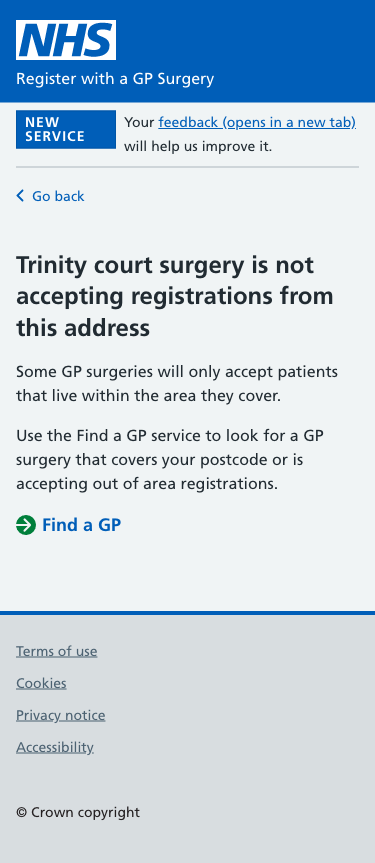 NHS
Register with a GP Surgery
NEW
SERVICE
Your feedback (opens in a new tab)
will help us improve it.
Go back
Trinity court surgery is not
accepting registrations from
this address
Some GP surgeries will only accept patients
that live within the area they cover.
Use the Find a GP service to look for a GP
surgery that covers your postcode or is
accepting out of area registrations.
Find a GP
Terms of use
Cookies
Privacy notice
Accessibility
© Crown copyright